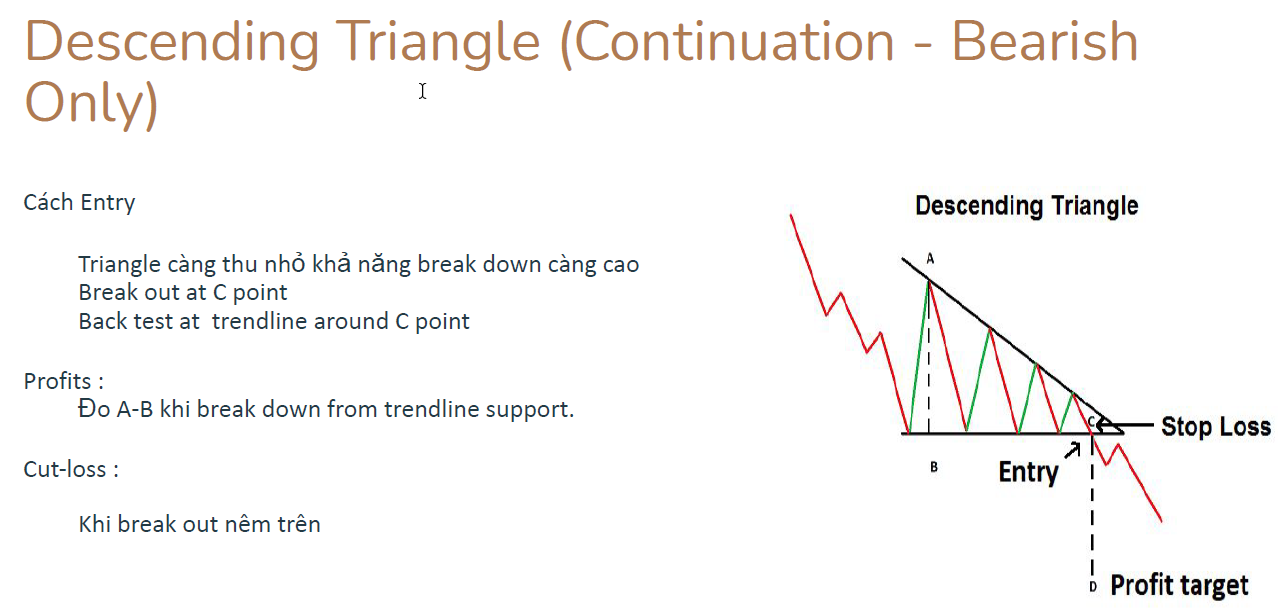 Descending Triangle (Continuation - Bearish
Only)
Cách Entry
Triangle càng thu nhỏ khả năng break down càng cao
Break out at C point
Back test at trendline around C point
Profits :
Đo A-B khi break down from trendline support.
Cut-loss :
Khi break out nêm trên
Descending Triangle
A
C
Stop Loss
B
Entry
D
Profit target